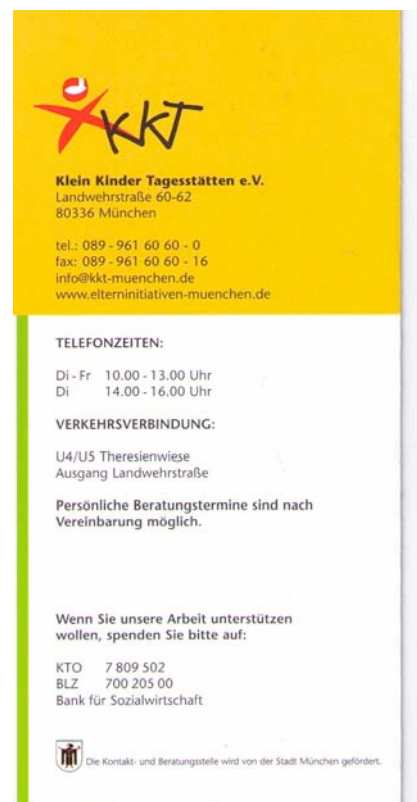 KKT
Klein Kinder Tagesstätten e.V.
Landwehrstraße 60-62
80336 München
tel.: 089 - 961 60 60 - 0
fax: 089 - 961 60 60 - 16
info@kkt-muenchen.de
www.elterninitiativen-muenchen.de
TELEFONZEITEN:
Di - Fr 10.00 - 13.00 Uhr
Di 14.00 - 16.00 Uhr
VERKEHRSVERBINDUNG:
U4/U5 Theresienwiese
Ausgang Landwehrstraße
Persönliche Beratungstermine sind nach
Vereinbarung möglich.
Wenn Sie unsere Arbeit unterstützen
wollen, spenden Sie bitte auf:
KTO 7 809 502
BLZ 700 205 00
Bank für Sozialwirtschaft
Die Kontakt- und Beratungsstelle wird von der Stadt München gefördert.